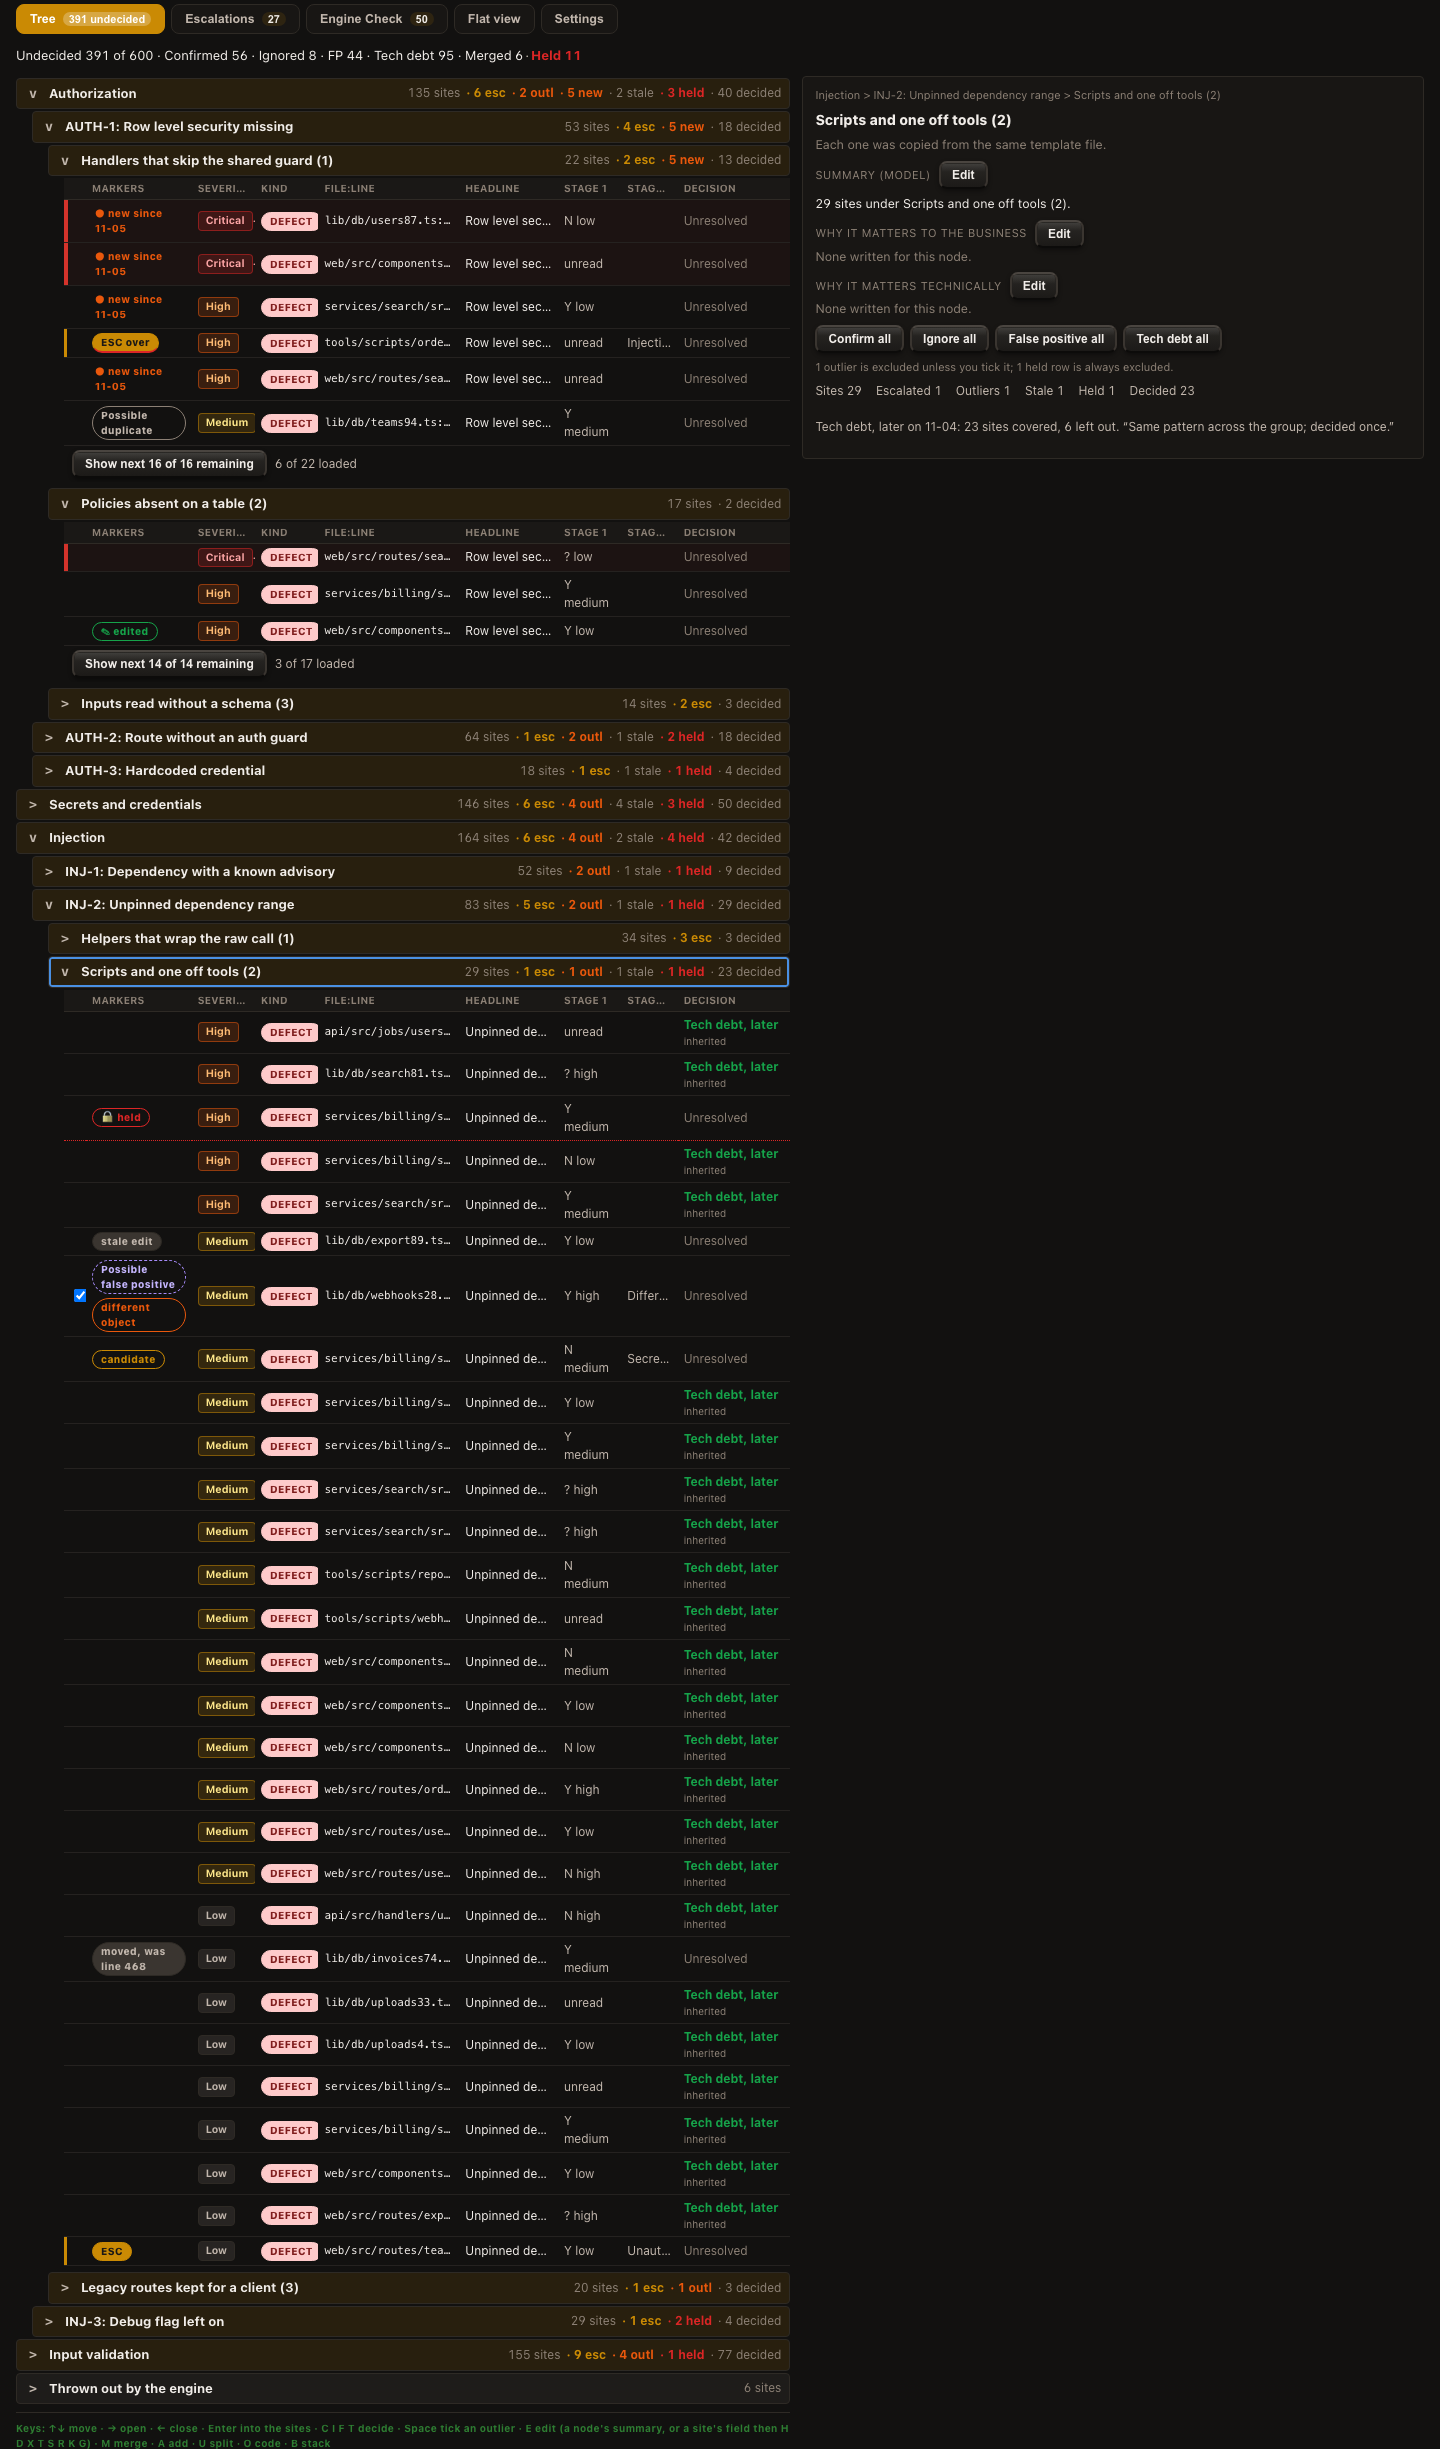 Tree 391 undecided Escalations 27 Engine Check 50 Flat view Settings
Undecided 391 of 600 · Confirmed 56 · Ignored 8 · FP 44 · Tech debt 95 · Merged 6 · Held 11
v Authorization 135 sites · 6 esc · 2 outl · 5 new · 2 stale · 3 held · 40 decided
v AUTH-1: Row level security missing 53 sites · 4 esc · 5 new · 18 decided
v Handlers that skip the shared guard (1) 22 sites · 2 esc · 5 new · 13 decided
MARKERS SEVERI... KIND FILE:LINE HEADLINE STAGE 1 STAG... DECISION
● new since
11-05 Critical DEFECT lib/db/users87.ts:… Row level sec... N low Unresolved
● new since
11-05 Critical DEFECT web/src/components… Row level sec... unread Unresolved
● new since
11-05 High DEFECT services/search/sr… Row level sec... Y low Unresolved
ESC over High DEFECT tools/scripts/orde… Row level sec... unread Injecti... Unresolved
● new since
11-05 High DEFECT web/src/routes/sea… Row level sec... unread Unresolved
Possible
duplicate Medium DEFECT lib/db/teams94.ts:… Row level sec... Y
medium Unresolved
Show next 16 of 16 remaining 6 of 22 loaded
v Policies absent on a table (2) 17 sites · 2 decided
MARKERS SEVERI... KIND FILE:LINE HEADLINE STAGE 1 STAG... DECISION
Critical DEFECT web/src/routes/sea… Row level sec... ? low Unresolved
High DEFECT services/billing/s… Row level sec... Y
medium Unresolved
✎ edited High DEFECT web/src/components… Row level sec... Y low Unresolved
Show next 14 of 14 remaining 3 of 17 loaded
> Inputs read without a schema (3) 14 sites · 2 esc · 3 decided
> AUTH-2: Route without an auth guard 64 sites · 1 esc · 2 outl · 1 stale · 2 held · 18 decided
> AUTH-3: Hardcoded credential 18 sites · 1 esc · 1 stale · 1 held · 4 decided
> Secrets and credentials 146 sites · 6 esc · 4 outl · 4 stale · 3 held · 50 decided
v Injection 164 sites · 6 esc · 4 outl · 2 stale · 4 held · 42 decided
> INJ-1: Dependency with a known advisory 52 sites · 2 outl · 1 stale · 1 held · 9 decided
v INJ-2: Unpinned dependency range 83 sites · 5 esc · 2 outl · 1 stale · 1 held · 29 decided
> Helpers that wrap the raw call (1) 34 sites · 3 esc · 3 decided
v Scripts and one off tools (2) 29 sites · 1 esc · 1 outl · 1 stale · 1 held · 23 decided
MARKERS SEVERI... KIND FILE:LINE HEADLINE STAGE 1 STAG... DECISION
High DEFECT api/src/jobs/users… Unpinned de... unread Tech debt, later
inherited
High DEFECT lib/db/search81.ts… Unpinned de... ? high Tech debt, later
inherited
🔒 held High DEFECT services/billing/s… Unpinned de... Y
medium Unresolved
High DEFECT services/billing/s… Unpinned de... N low Tech debt, later
inherited
High DEFECT services/search/sr… Unpinned de... Y
medium Tech debt, later
inherited
stale edit Medium DEFECT lib/db/export89.ts… Unpinned de... Y low Unresolved
Possible
false positive
different
object Medium DEFECT lib/db/webhooks28.… Unpinned de... Y high Differ... Unresolved
candidate Medium DEFECT services/billing/s… Unpinned de... N
medium Secre... Unresolved
Medium DEFECT services/billing/s… Unpinned de... Y low Tech debt, later
inherited
Medium DEFECT services/billing/s… Unpinned de... Y
medium Tech debt, later
inherited
Medium DEFECT services/search/sr… Unpinned de... ? high Tech debt, later
inherited
Medium DEFECT services/search/sr… Unpinned de... ? high Tech debt, later
inherited
Medium DEFECT tools/scripts/repo… Unpinned de... N
medium Tech debt, later
inherited
Medium DEFECT tools/scripts/webh… Unpinned de... unread Tech debt, later
inherited
Medium DEFECT web/src/components… Unpinned de... N
medium Tech debt, later
inherited
Medium DEFECT web/src/components… Unpinned de... Y low Tech debt, later
inherited
Medium DEFECT web/src/components… Unpinned de... N low Tech debt, later
inherited
Medium DEFECT web/src/routes/ord… Unpinned de... Y high Tech debt, later
inherited
Medium DEFECT web/src/routes/use… Unpinned de... Y low Tech debt, later
inherited
Medium DEFECT web/src/routes/use… Unpinned de... N high Tech debt, later
inherited
Low DEFECT api/src/handlers/u… Unpinned de... N high Tech debt, later
inherited
moved, was
line 468 Low DEFECT lib/db/invoices74.… Unpinned de... Y
medium Unresolved
Low DEFECT lib/db/uploads33.t… Unpinned de... unread Tech debt, later
inherited
Low DEFECT lib/db/uploads4.ts… Unpinned de... Y low Tech debt, later
inherited
Low DEFECT services/billing/s… Unpinned de... unread Tech debt, later
inherited
Low DEFECT services/billing/s… Unpinned de... Y
medium Tech debt, later
inherited
Low DEFECT web/src/components… Unpinned de... Y low Tech debt, later
inherited
Low DEFECT web/src/routes/exp… Unpinned de... ? high Tech debt, later
inherited
ESC Low DEFECT web/src/routes/tea… Unpinned de... Y low Unaut... Unresolved
> Legacy routes kept for a client (3) 20 sites · 1 esc · 1 outl · 3 decided
> INJ-3: Debug flag left on 29 sites · 1 esc · 2 held · 4 decided
> Input validation 155 sites · 9 esc · 4 outl · 1 held · 77 decided
> Thrown out by the engine 6 sites
Keys: ↑↓ move · → open · ← close · Enter into the sites · C I F T decide · Space tick an outlier · E edit (a node's summary, or a site's field then H
D X T S R K G) · M merge · A add · U split · O code · B stack
Injection > INJ-2: Unpinned dependency range > Scripts and one off tools (2)
Scripts and one off tools (2)
Each one was copied from the same template file.
SUMMARY (MODEL) Edit
29 sites under Scripts and one off tools (2).
WHY IT MATTERS TO THE BUSINESS Edit
None written for this node.
WHY IT MATTERS TECHNICALLY Edit
None written for this node.
Confirm all Ignore all False positive all Tech debt all
1 outlier is excluded unless you tick it; 1 held row is always excluded.
Sites 29 Escalated 1 Outliers 1 Stale 1 Held 1 Decided 23
Tech debt, later on 11-04: 23 sites covered, 6 left out. “Same pattern across the group; decided once.”